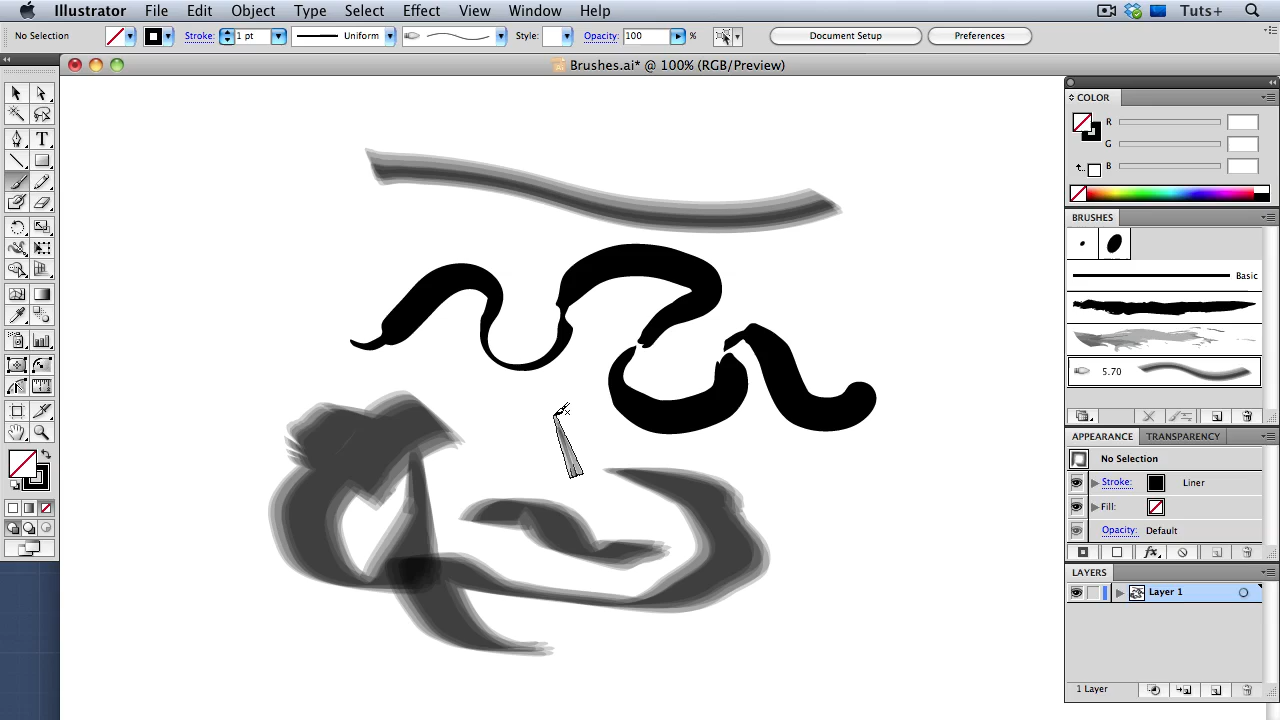 Illustrator File Edit Object Type Select Effect View Window Help Tuts+
No Selection Stroke: 1 pt Uniform Style: Opacity: 100 % Document Setup Preferences
Brushes.ai* @ 100% (RGB/Preview)
COLOR
R
G
B
BRUSHES
Basic
5.70
APPEARANCE TRANSPARENCY
No Selection
Stroke: Liner
Fill:
Opacity: Default
fx
LAYERS
Layer 1
1 Layer